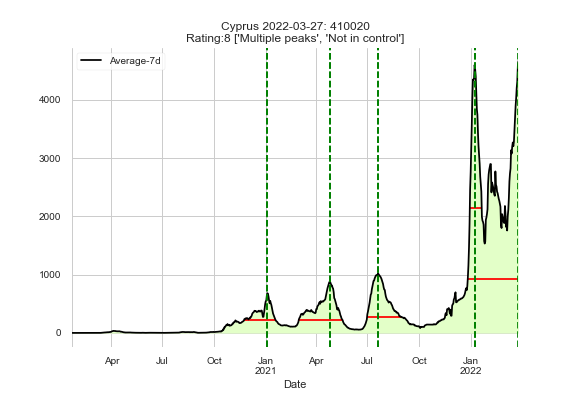 Cyprus 2022-03-27: 410020
Rating:8 ['Multiple peaks', 'Not in control']
Average-7d
4000
3000
2000
1000
0
Apr Jul Oct Jan Apr Jul Oct Jan
2021 2022
Date